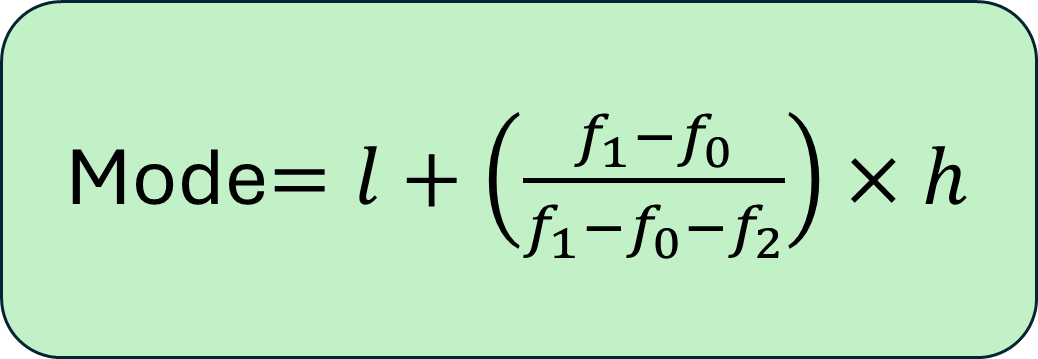 Mode= l + (f₁−f₀ / f₁−f₀−f₂) × h